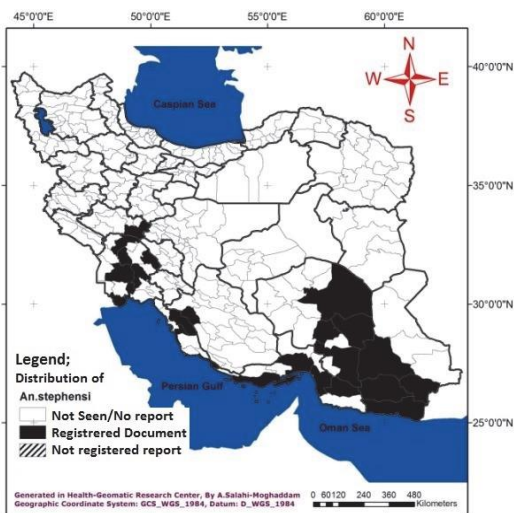 45°0'0"E 50°0'0"E 55°0'0"E 60°0'0"E
N
W E
S
40°0'0"N
Caspian Sea
35°0'0"N
30°0'0"N
Legend;
Distribution of
An.stephensi
Not Seen/No report
Registrered Document
Not registered report
Persian Gulf
Oman Sea
25°0'0"N
Generated in Health-Geomatic Research Center, By A.Salahi-Moghaddam
Geographic Coordinate System: GCS_WGS_1984, Datum: D_WGS_1984
0 60120 240 360 480
Kilometers